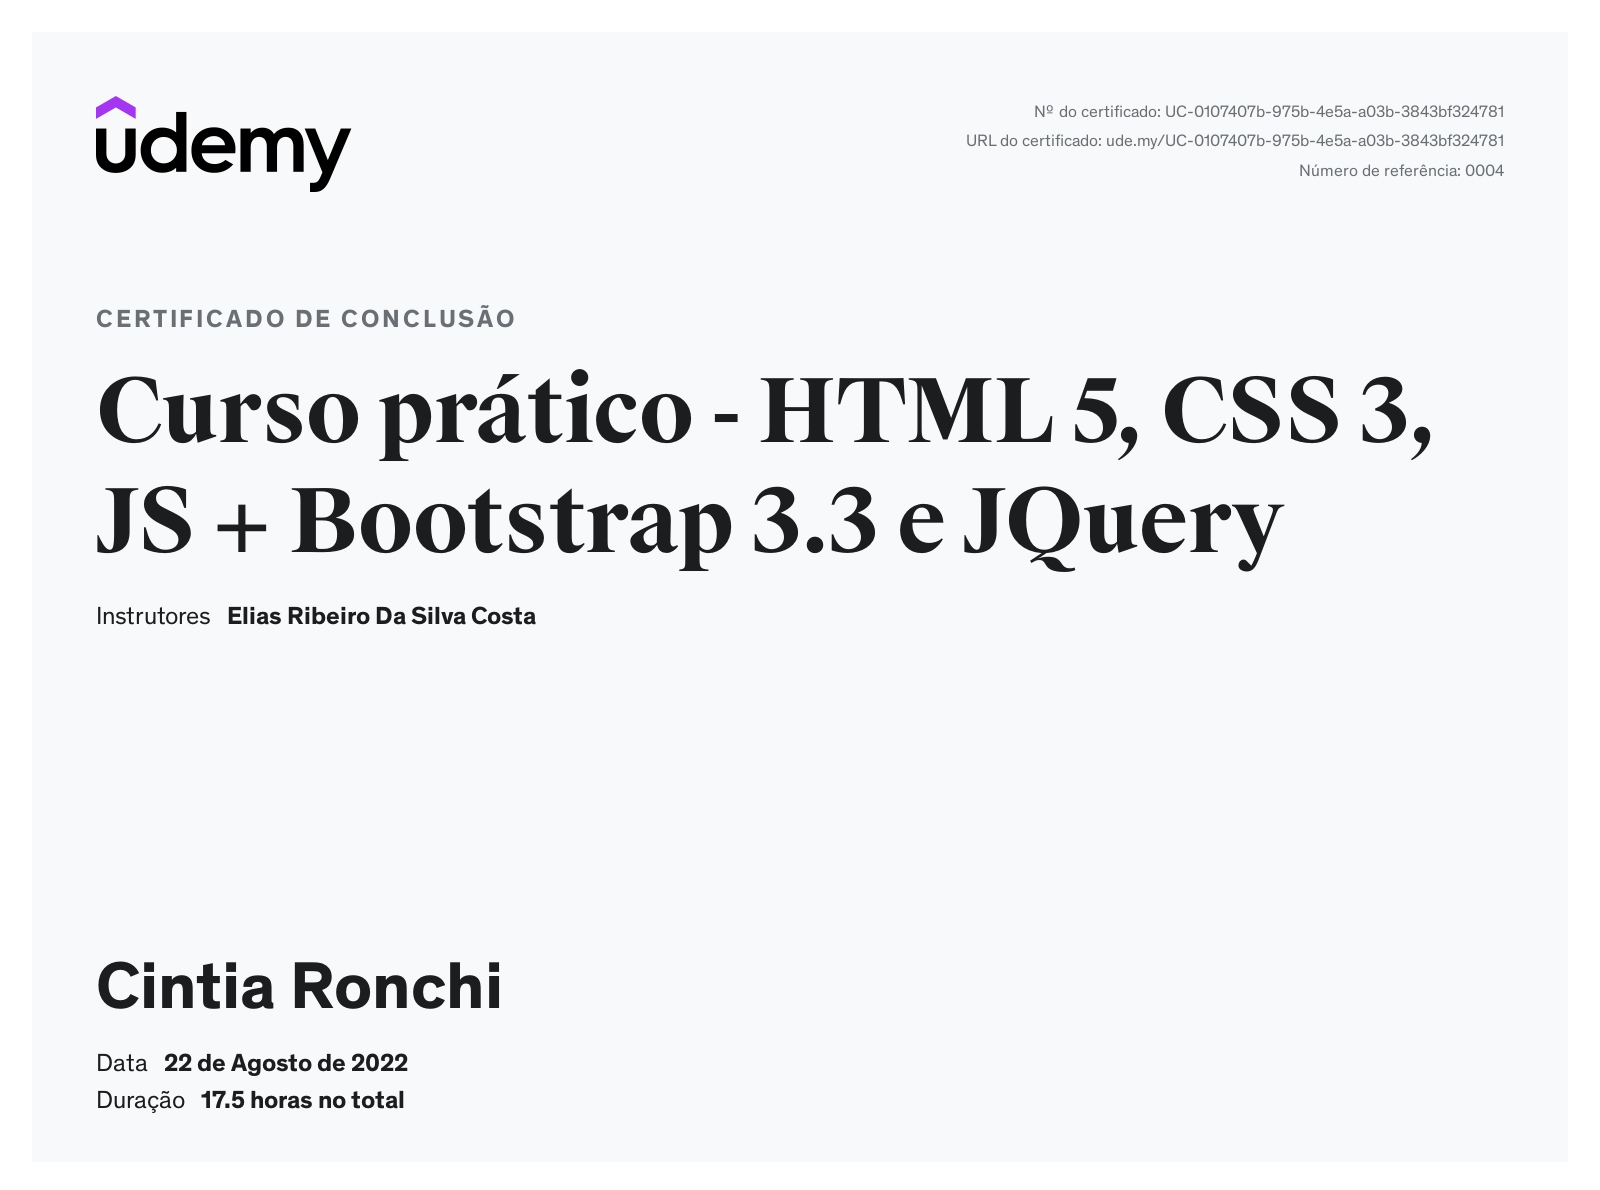 udemy
Nº do certificado: UC-0107407b-975b-4e5a-a03b-3843bf324781
URL do certificado: ude.my/UC-0107407b-975b-4e5a-a03b-3843bf324781
Número de referência: 0004
CERTIFICADO DE CONCLUSÃO
Curso prático - HTML 5, CSS 3,
JS + Bootstrap 3.3 e JQuery
Instrutores Elias Ribeiro Da Silva Costa
Cintia Ronchi
Data 22 de Agosto de 2022
Duração 17.5 horas no total